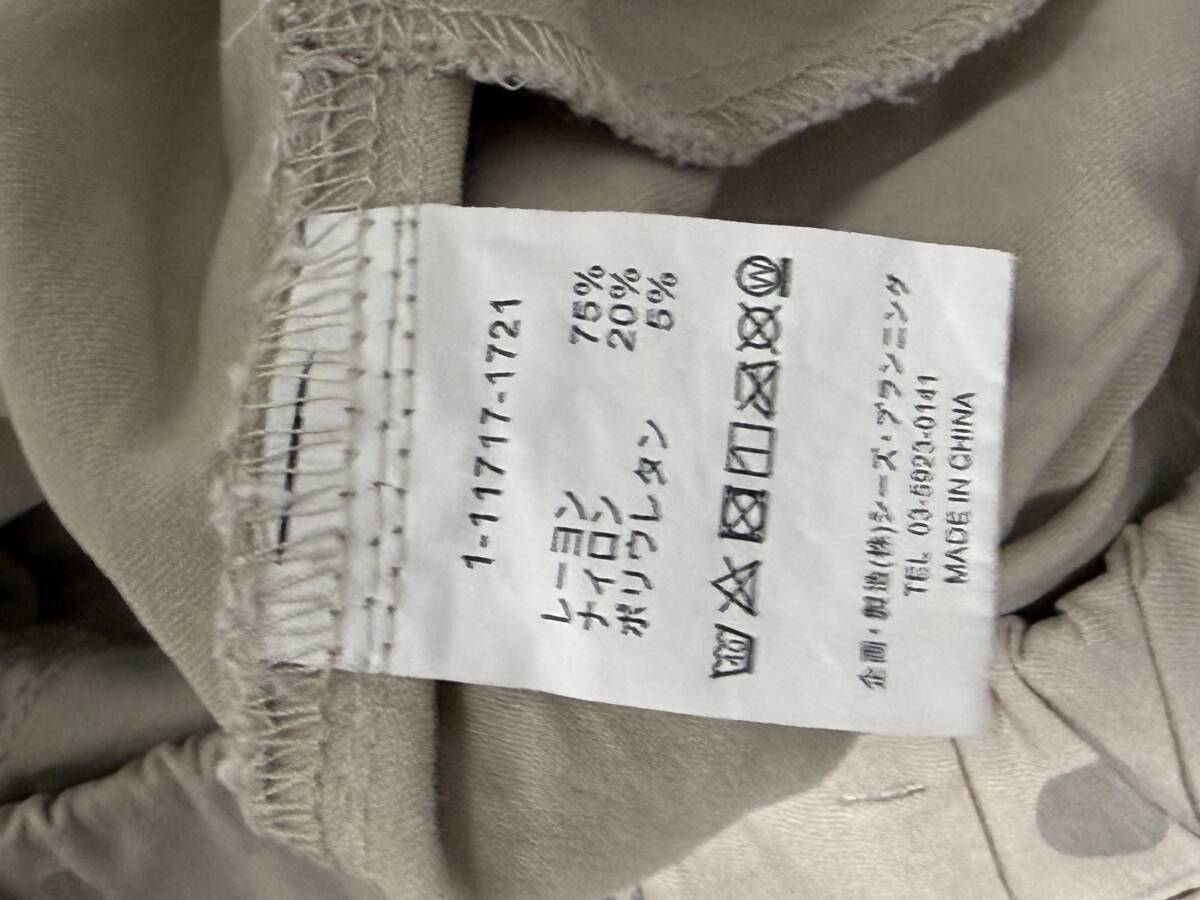 1-11717-1721
レーヨン 75%
ナイロン 20%
ポリウレタン 5%
企画・製造(株)シーズ・プランニング
TEL 03-5923-0141
MADE IN CHINA